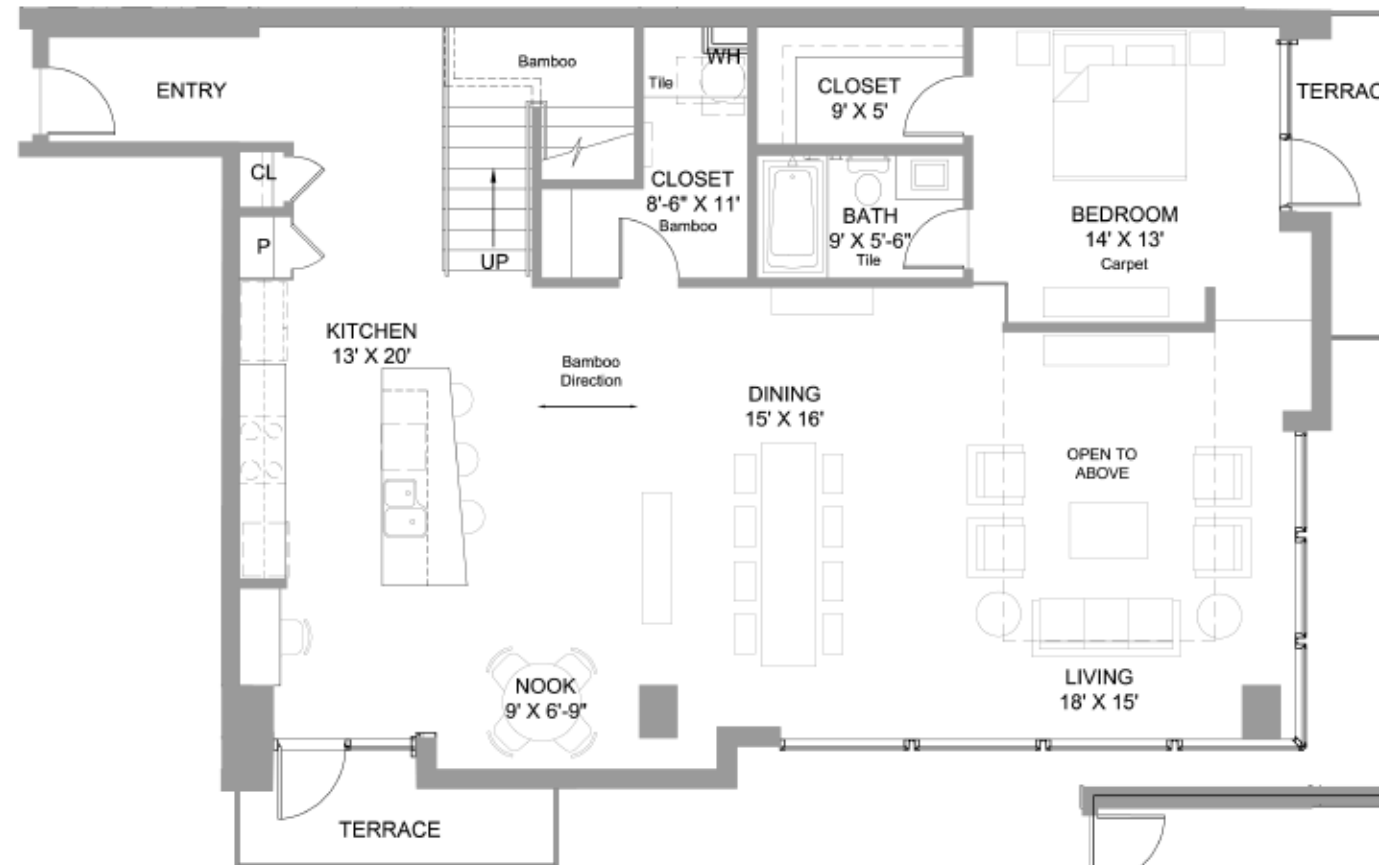 ENTRY
Bamboo
WH
Tile
CLOSET
9' X 5'
TERRAC
CL
CLOSET
8'-6" X 11'
Bamboo
BATH
9' X 5'-6"
Tile
BEDROOM
14' X 13'
Carpet
P
UP
KITCHEN
13' X 20'
Bamboo
Direction
DINING
15' X 16'
OPEN TO
ABOVE
NOOK
9' X 6'-9"
LIVING
18' X 15'
TERRACE